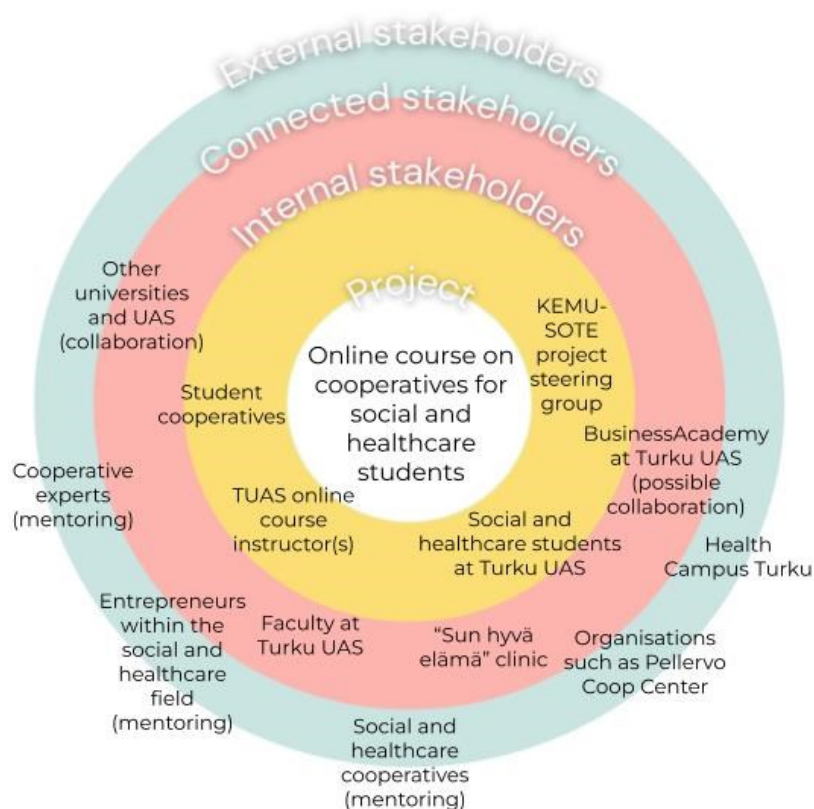 External stakeholders
Connected stakeholders
Internal stakeholders
Project
Online course on
cooperatives for
social and
healthcare
students
KEMU-
SOTE
project
steering
group
Other
universities
and UAS
(collaboration)
Student
cooperatives
BusinessAcademy
at Turku UAS
(possible
collaboration)
Cooperative
experts
(mentoring)
TUAS online
course
instructor(s)
Social and
healthcare students
at Turku UAS
Health
Campus Turku
Entrepreneurs
within the
social and
healthcare
field
(mentoring)
Faculty at
Turku UAS
“Sun hyvä
elämä” clinic
Organisations
such as Pellervo
Coop Center
Social and
healthcare
cooperatives
(mentoring)